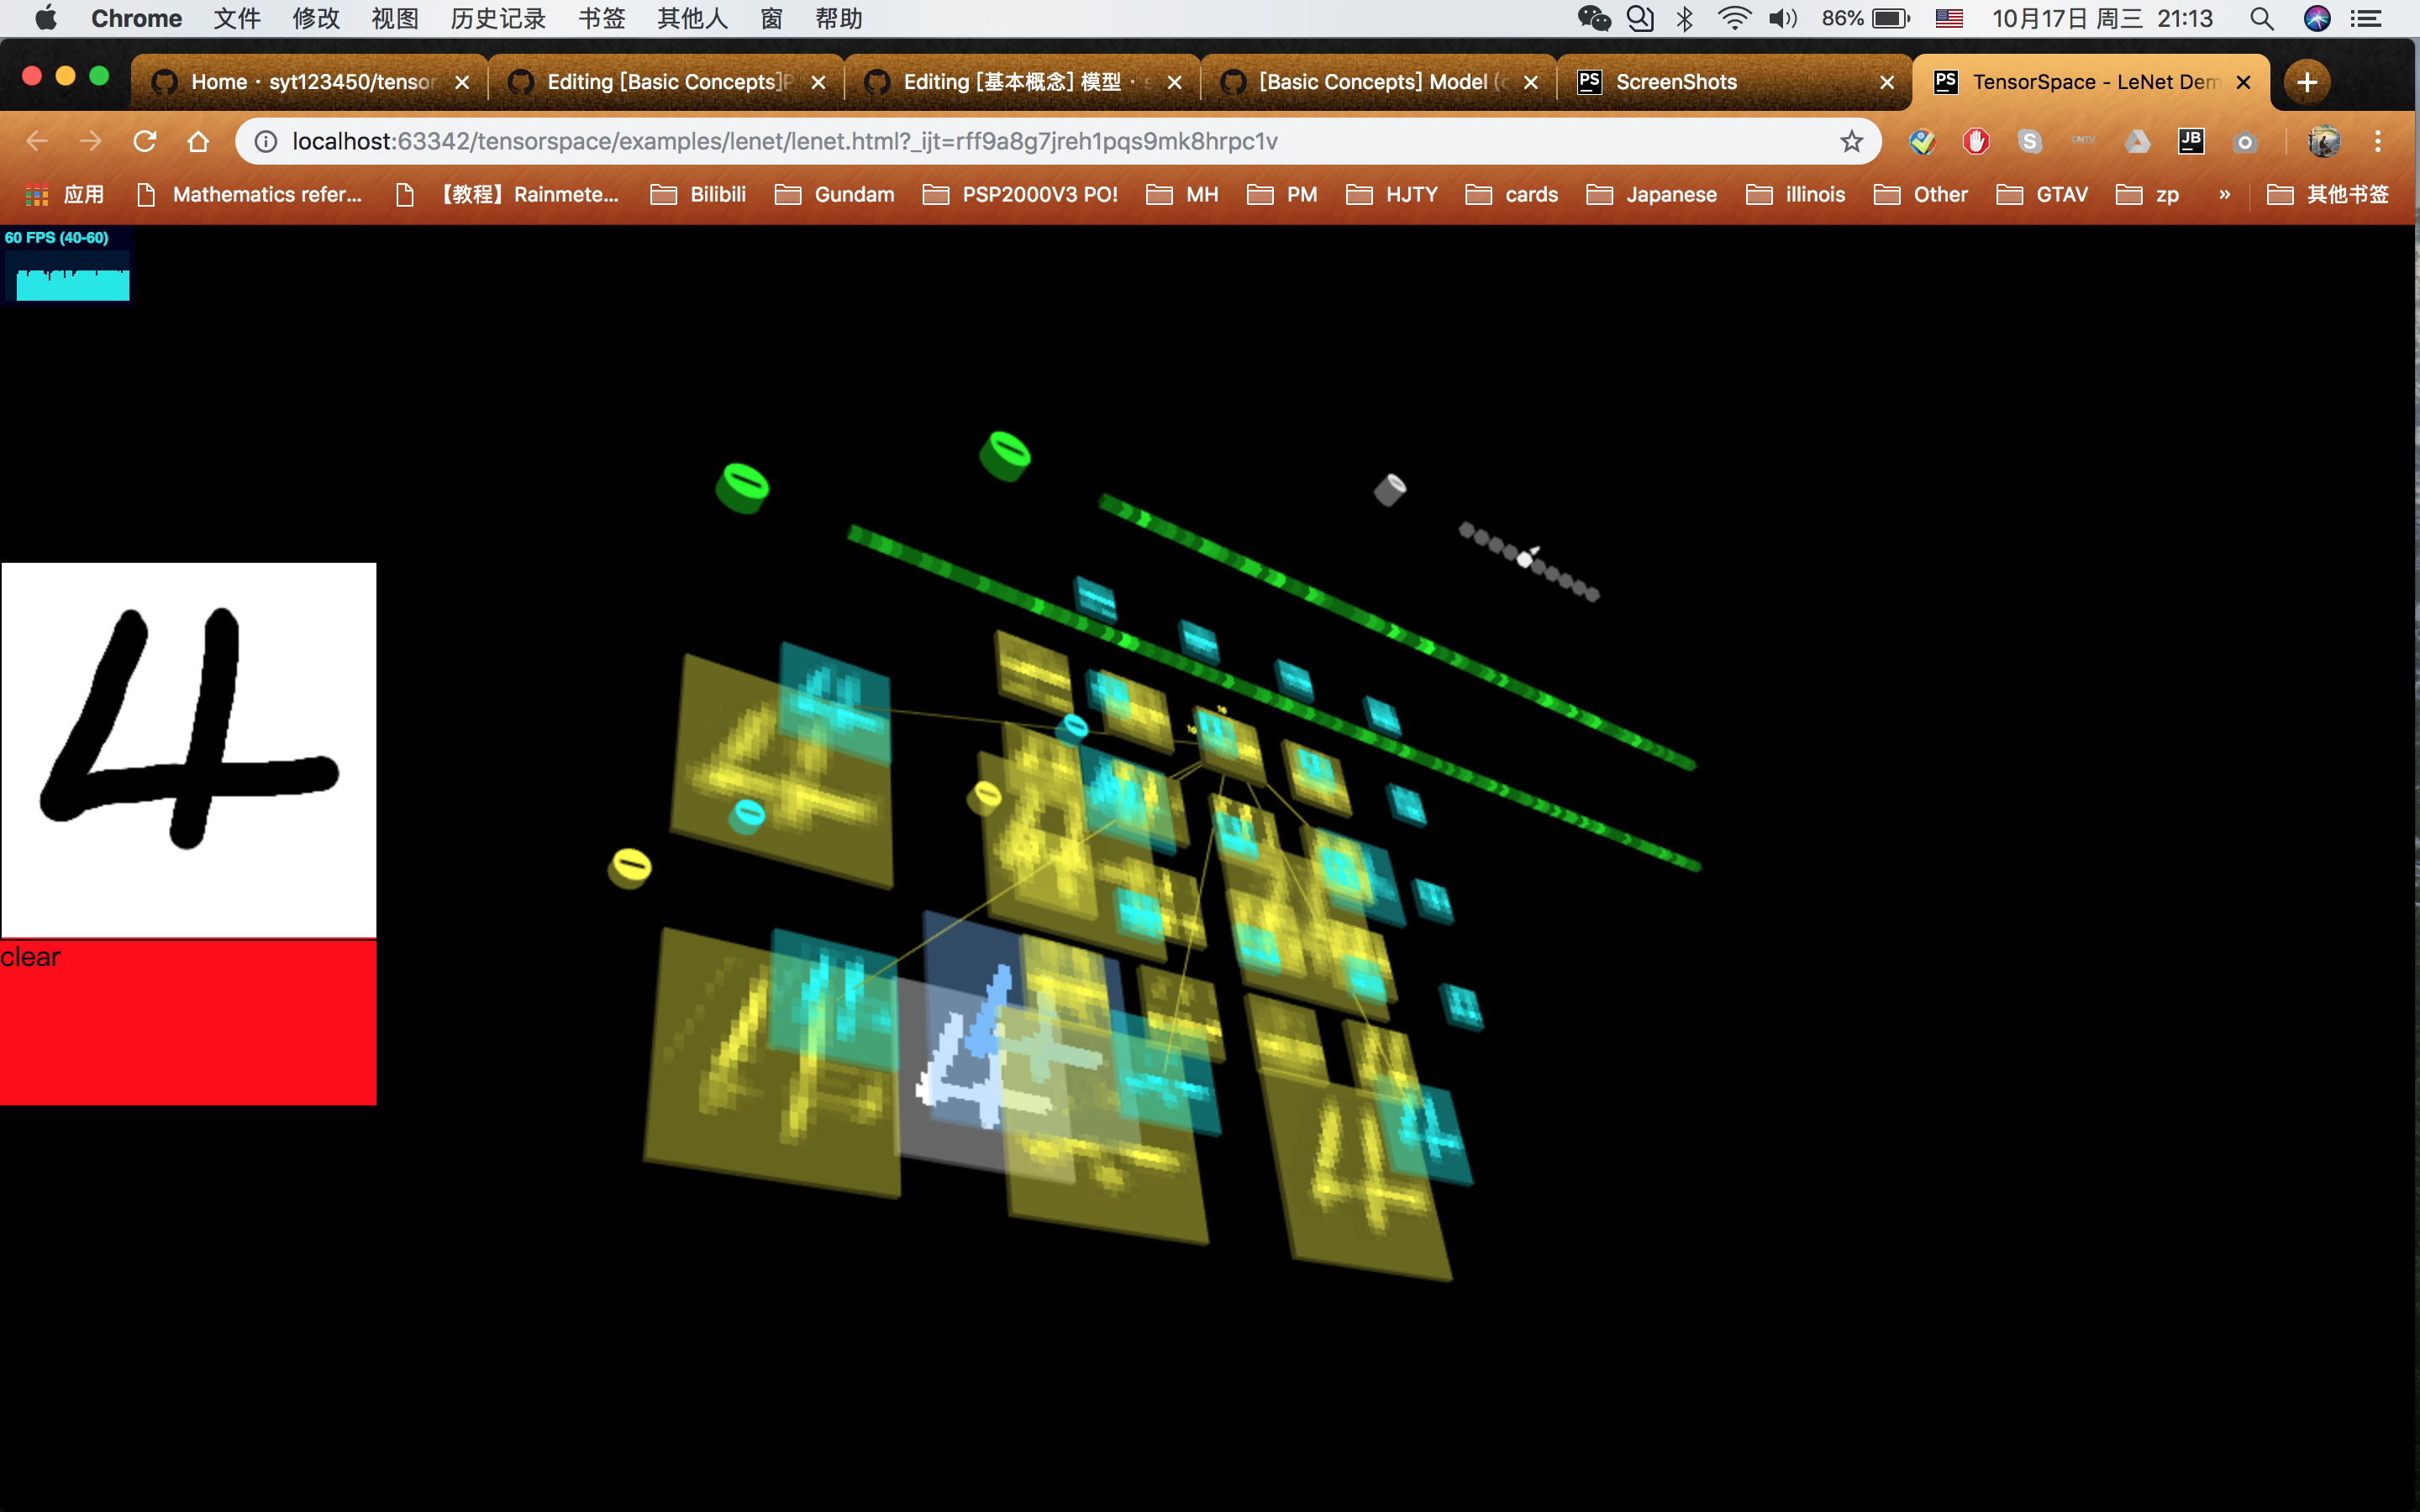 Chrome 文件 修改 视图 历史记录 书签 其他人 窗 帮助 86% 10月17日 周三 21:13
Home · syt123450/tensor
Editing [Basic Concepts]
Editing [基本概念] 模型 · s
[Basic Concepts] Model (
PS ScreenShots
PS TensorSpace - LeNet Dem
localhost:63342/tensorspace/examples/lenet/lenet.html?_ijt=rff9a8g7jreh1pqs9mk8hrpc1v
JB
应用 Mathematics refer... 【教程】Rainmete... Bilibili Gundam PSP2000V3 PO! MH PM HJTY cards Japanese illinois Other GTAV zp » 其他书签
60 FPS (40-60)
4
clear